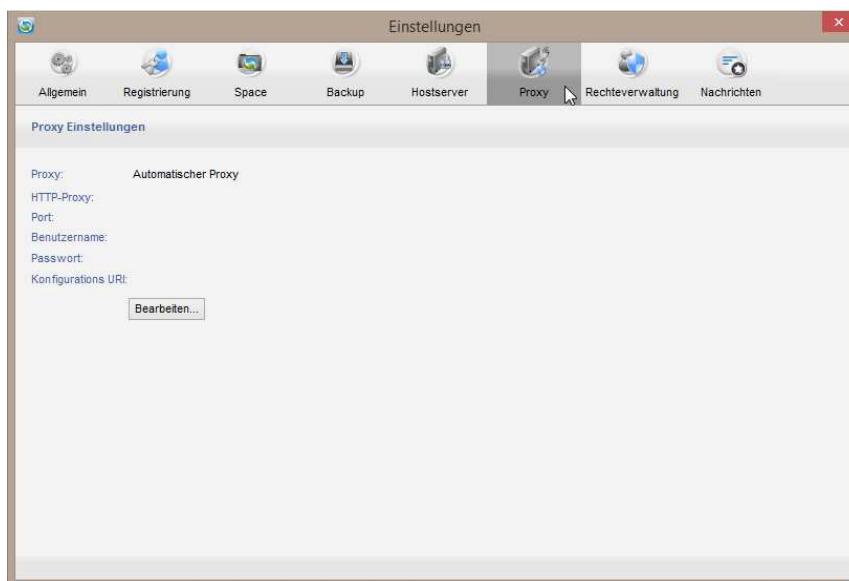 Einstellungen
Allgemein Registrierung Space Backup Hostserver Proxy Rechteverwaltung Nachrichten
Proxy Einstellungen
Proxy: Automatischer Proxy
HTTP-Proxy:
Port:
Benutzername:
Passwort:
Konfigurations URI:
Bearbeiten...